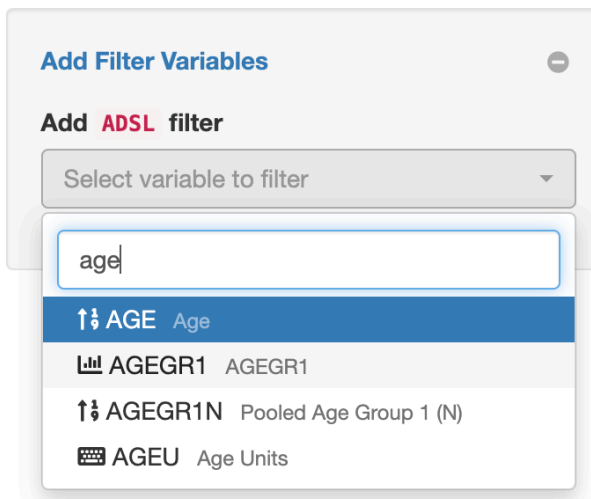 Add Filter Variables
Add ADSL filter
Select variable to filter
age
AGE Age
AGEGR1 AGEGR1
AGEGR1N Pooled Age Group 1 (N)
AGEU Age Units